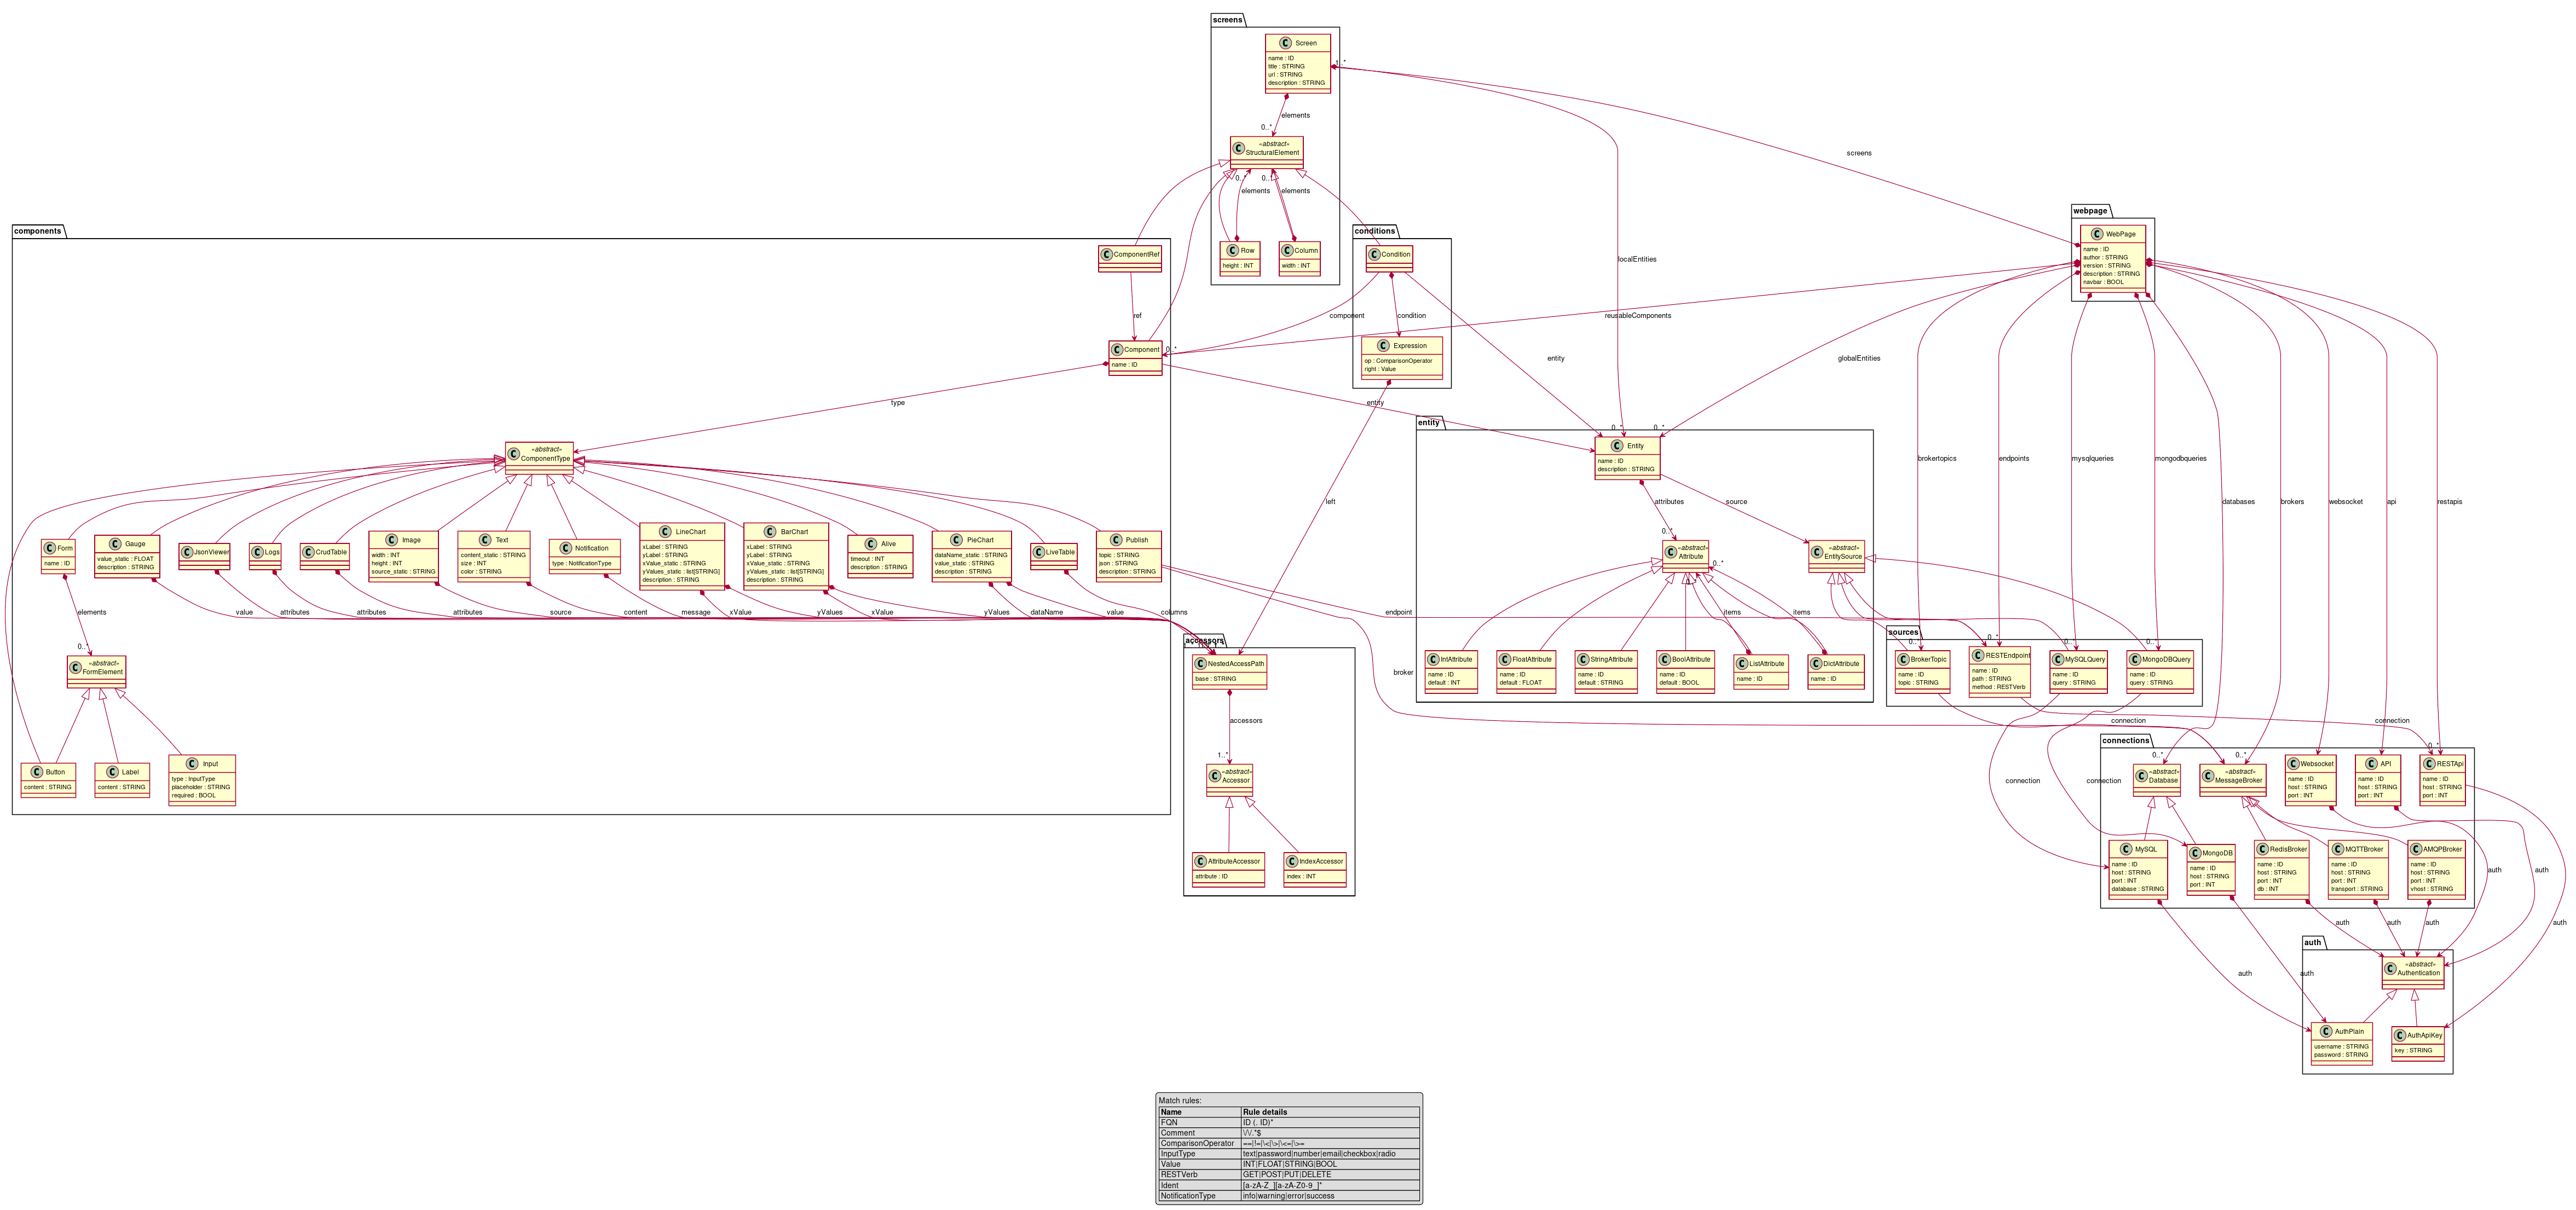 screens
Screen
name : ID
title : STRING
url : STRING
description : STRING
1..*
elements
0..*
«abstract»
StructuralElement
0..*
0..*
elements
elements
Row
height : INT
Column
width : INT
localEntities
screens
webpage
WebPage
name : ID
author : STRING
version : STRING
description : STRING
navbar : BOOL
conditions
Condition
component
condition
Expression
op : ComparisonOperator
right : Value
entity
reusableComponents
globalEntities
left
components
ComponentRef
ref
0..*
Component
name : ID
type
entity
«abstract»
ComponentType
Form
name : ID
Gauge
value_static : FLOAT
description : STRING
JsonViewer
Logs
CrudTable
Image
width : INT
height : INT
source_static : STRING
Text
content_static : STRING
size : INT
color : STRING
Notification
type : NotificationType
LineChart
xLabel : STRING
yLabel : STRING
xValue_static : STRING
yValues_static : list[STRING]
description : STRING
BarChart
xLabel : STRING
yLabel : STRING
xValue_static : STRING
yValues_static : list[STRING]
description : STRING
Alive
timeout : INT
description : STRING
PieChart
dataName_static : STRING
value_static : STRING
description : STRING
LiveTable
Publish
topic : STRING
json : STRING
description : STRING
elements
value
attributes
attributes
attributes
source
content
message
xValue
yValues
xValue
yValues
dataName
value
columns
endpoint
broker
0..*
«abstract»
FormElement
Button
content : STRING
Label
content : STRING
Input
type : InputType
placeholder : STRING
required : BOOL
accessors
NestedAccessPath
base : STRING
accessors
1..*
«abstract»
Accessor
AttributeAccessor
attribute : ID
IndexAccessor
index : INT
entity
0..*
0..*
Entity
name : ID
description : STRING
attributes
source
0..*
«abstract»
Attribute
0..*
0..*
«abstract»
EntitySource
items
items
IntAttribute
name : ID
default : INT
FloatAttribute
name : ID
default : FLOAT
StringAttribute
name : ID
default : STRING
BoolAttribute
name : ID
default : BOOL
ListAttribute
name : ID
DictAttribute
name : ID
brokertopics
endpoints
mysqlqueries
mongodbqueries
databases
brokers
websocket
api
restapis
sources
0..*
0..*
0..*
0..*
BrokerTopic
name : ID
topic : STRING
RESTEndpoint
name : ID
path : STRING
method : RESTVerb
MySQLQuery
name : ID
query : STRING
MongoDBQuery
name : ID
query : STRING
connection
connection
connection
connection
connections
0..*
0..*
0..*
«abstract»
Database
«abstract»
MessageBroker
Websocket
name : ID
host : STRING
port : INT
API
name : ID
host : STRING
port : INT
RESTApi
name : ID
host : STRING
port : INT
MySQL
name : ID
host : STRING
port : INT
database : STRING
MongoDB
name : ID
host : STRING
port : INT
RedisBroker
name : ID
host : STRING
port : INT
db : INT
MQTTBroker
name : ID
host : STRING
port : INT
transport : STRING
AMQPBroker
name : ID
host : STRING
port : INT
vhost : STRING
auth
auth
auth
auth
auth
auth
auth
auth
auth
«abstract»
Authentication
AuthPlain
username : STRING
password : STRING
AuthApiKey
key : STRING
Match rules:
Name Rule details
FQN ID (. ID)*
Comment \/\/.*$
ComparisonOperator ==|!=|\<|\>|\<=|\>=
InputType text|password|number|email|checkbox|radio
Value INT|FLOAT|STRING|BOOL
RESTVerb GET|POST|PUT|DELETE
Ident [a-zA-Z_][a-zA-Z0-9_]*
NotificationType info|warning|error|success